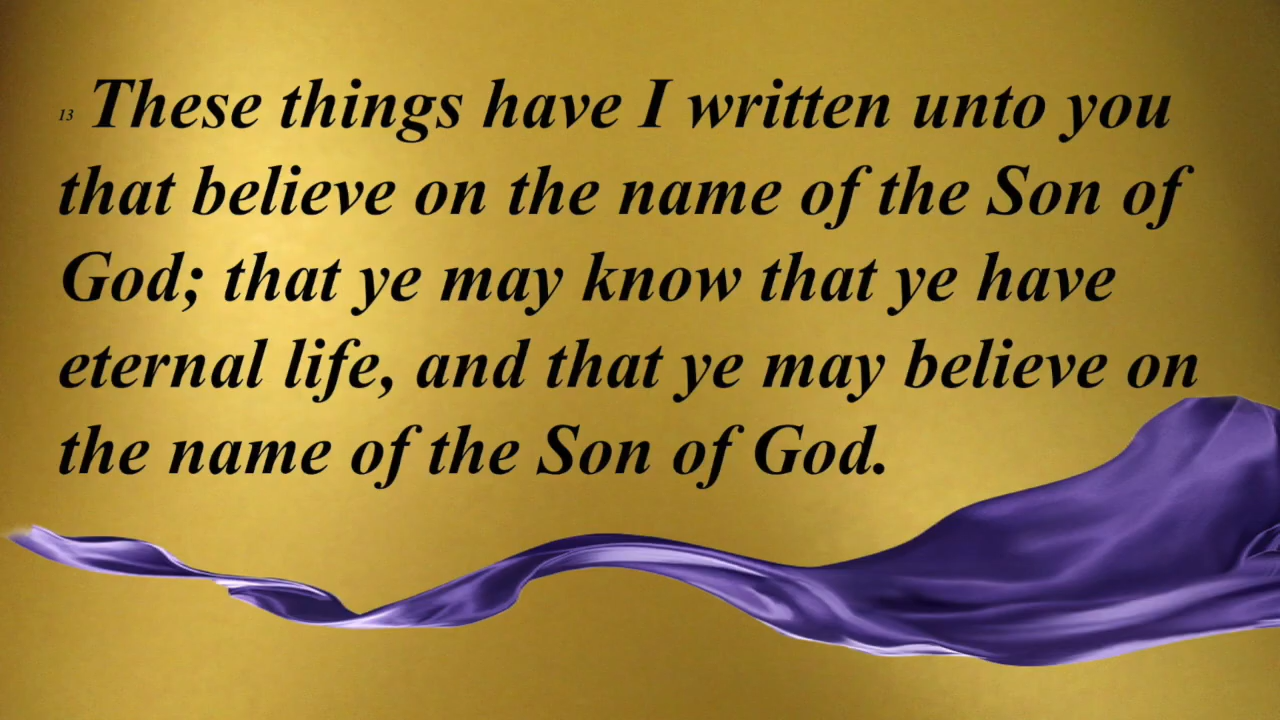 13 These things have I written unto you
that believe on the name of the Son of
God; that ye may know that ye have
eternal life, and that ye may believe on
the name of the Son of God.